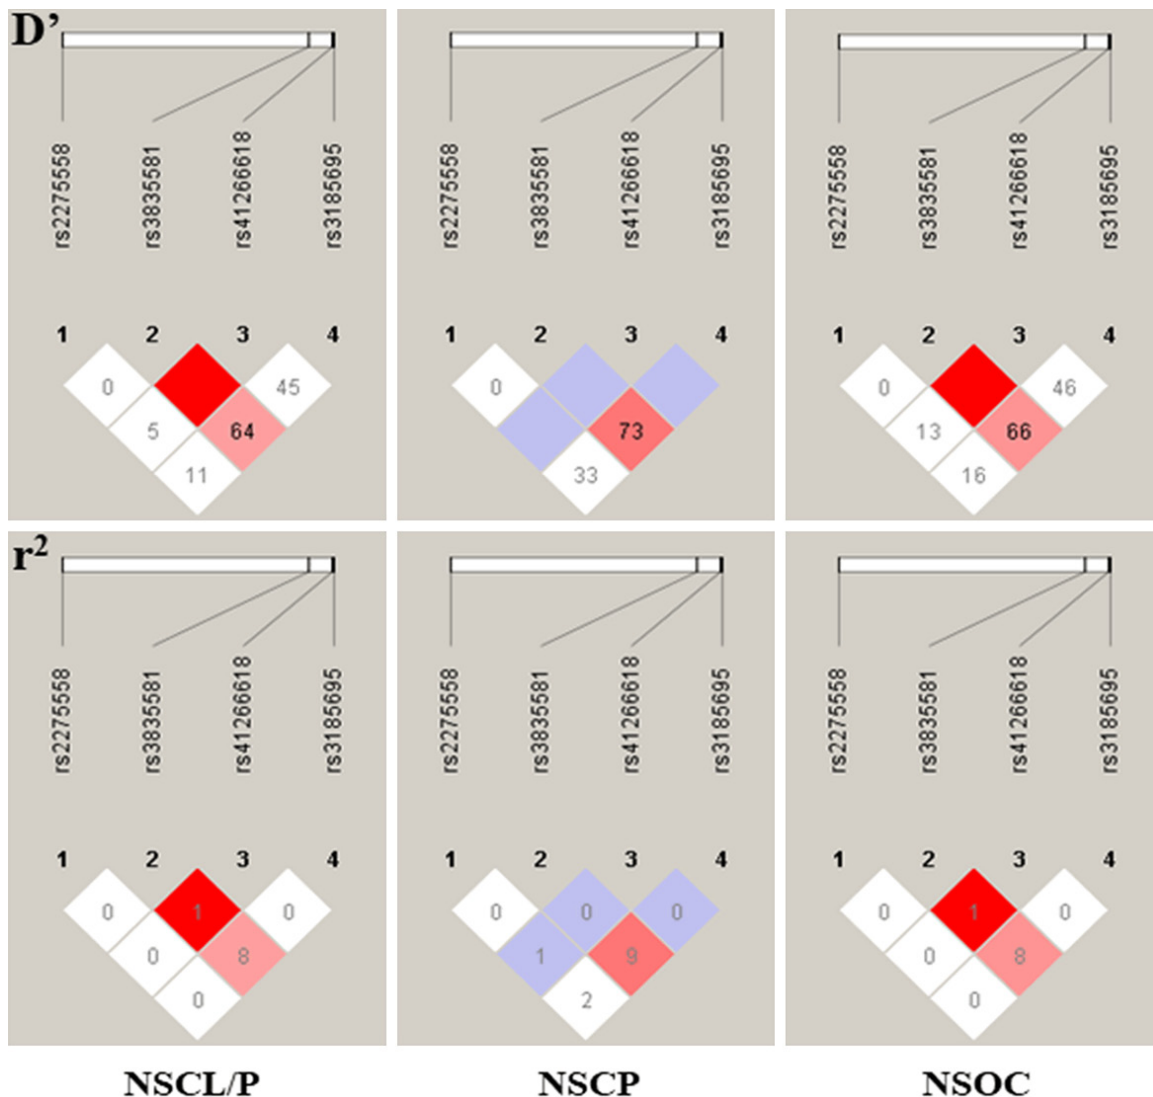 D’
rs2275558 rs3835581 rs41266618 rs3185695 rs2275558 rs3835581 rs41266618 rs3185695 rs2275558 rs3835581 rs41266618 rs3185695
1 2 3 4 1 2 3 4 1 2 3 4
0 45 0 0 46
5 64 73 13 66
11 33 16
r²
rs2275558 rs3835581 rs41266618 rs3185695 rs2275558 rs3835581 rs41266618 rs3185695 rs2275558 rs3835581 rs41266618 rs3185695
1 2 3 4 1 2 3 4 1 2 3 4
0 1 0 0 0 0 0 1 0
0 8 1 9 0 8
0 2 0
NSCL/P NSCP NSOC